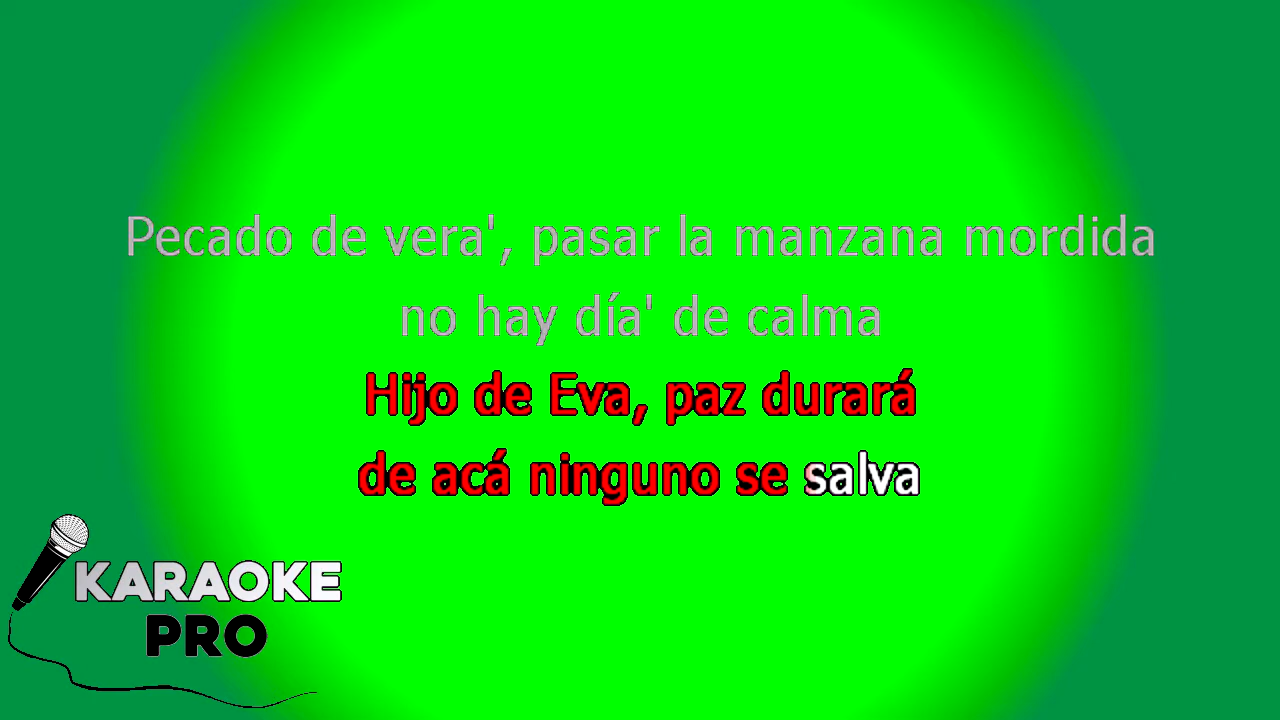 Pecado de vera', pasar la manzana mordida
no hay día' de calma
Hijo de Eva, paz durará
de acá ninguno se salva
KARAOKE
PRO